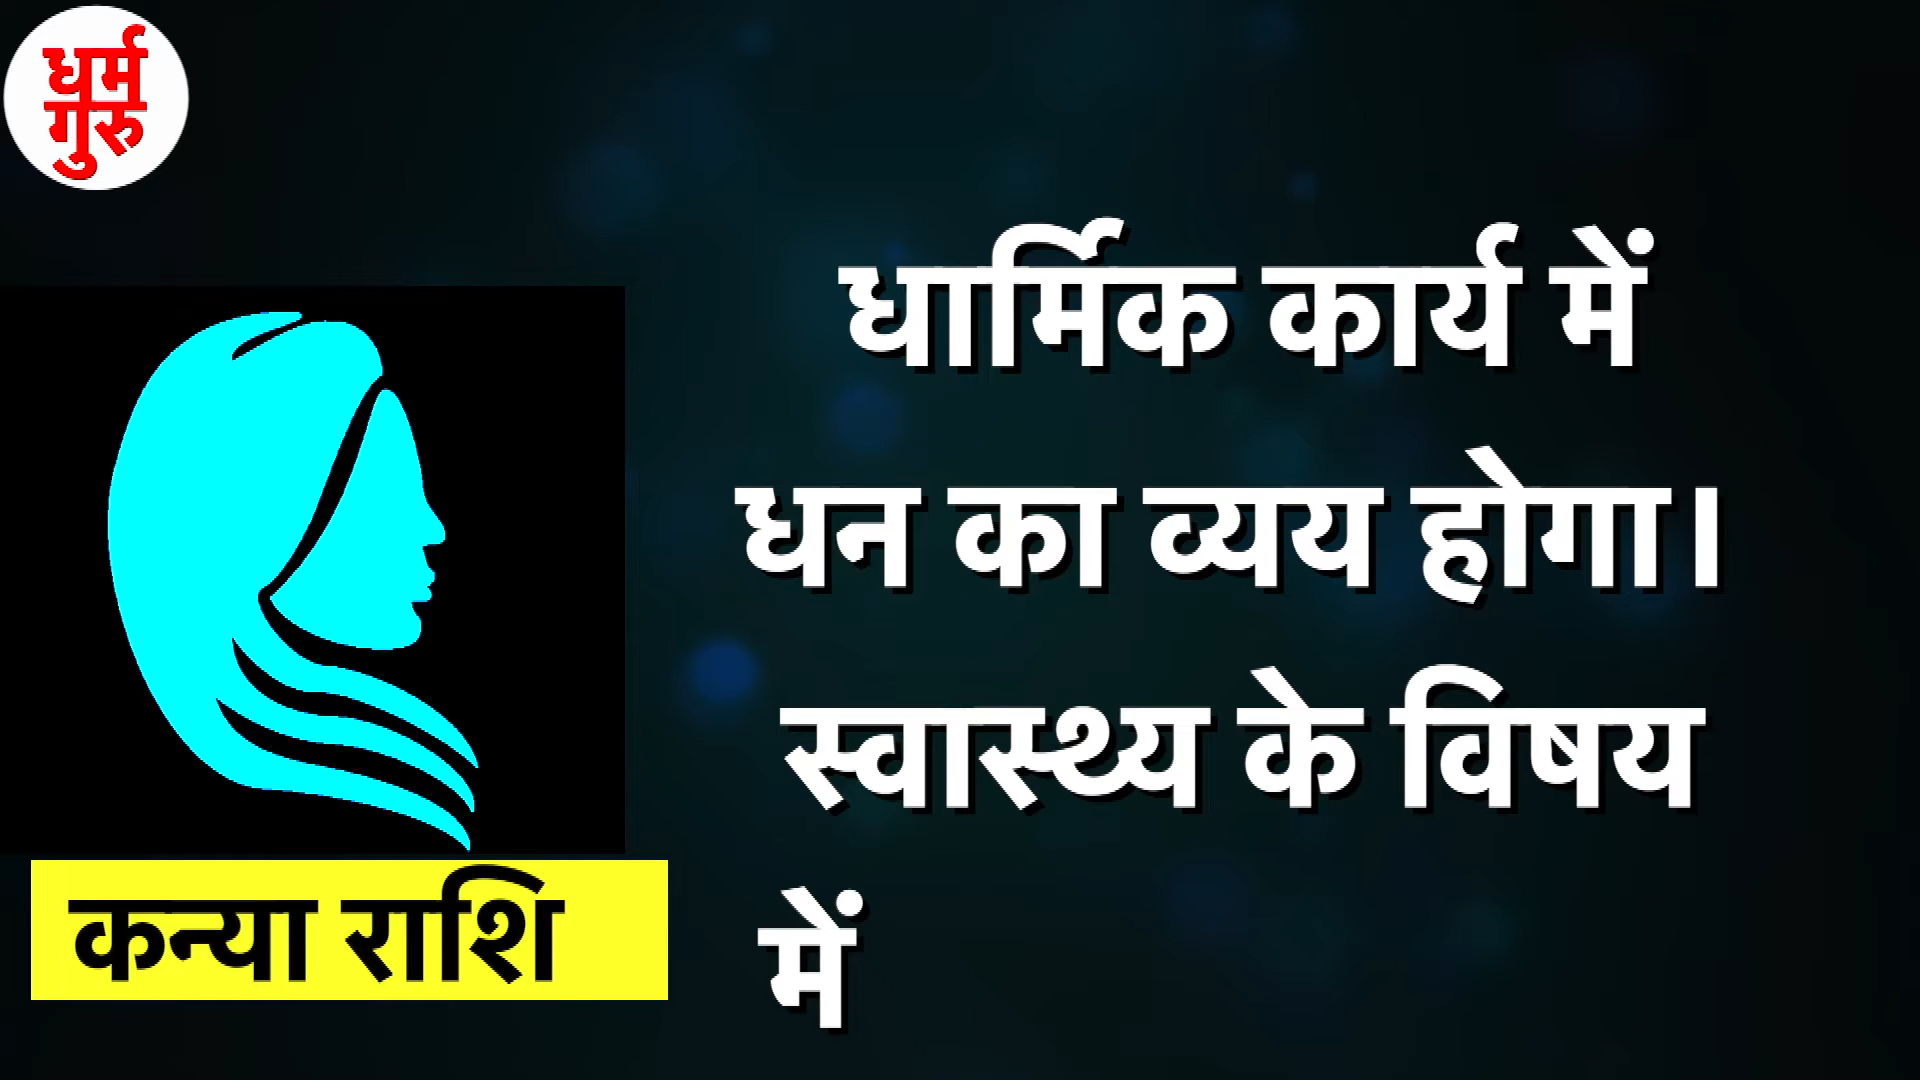 धर्म
गुरु
धार्मिक कार्य में
धन का व्यय होगा।
स्वास्थ्य के विषय
में
कन्या राशि